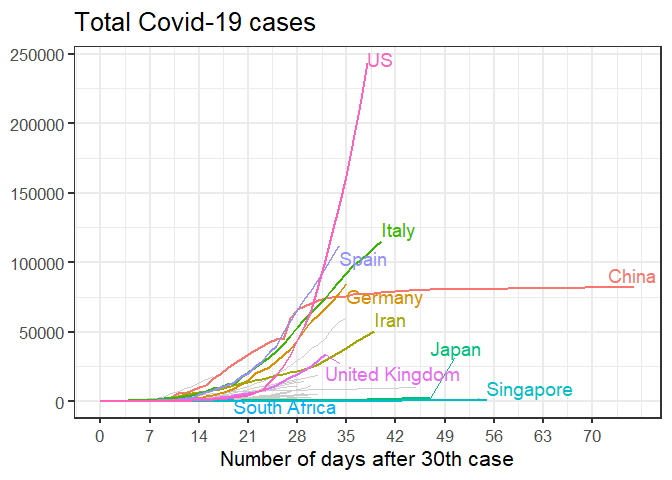 Total Covid-19 cases
250000
200000
150000
100000
50000
0
US
Italy
Spain
China
Germany
Iran
Japan
United Kingdom
Singapore
South Africa
0 7 14 21 28 35 42 49 56 63 70
Number of days after 30th case